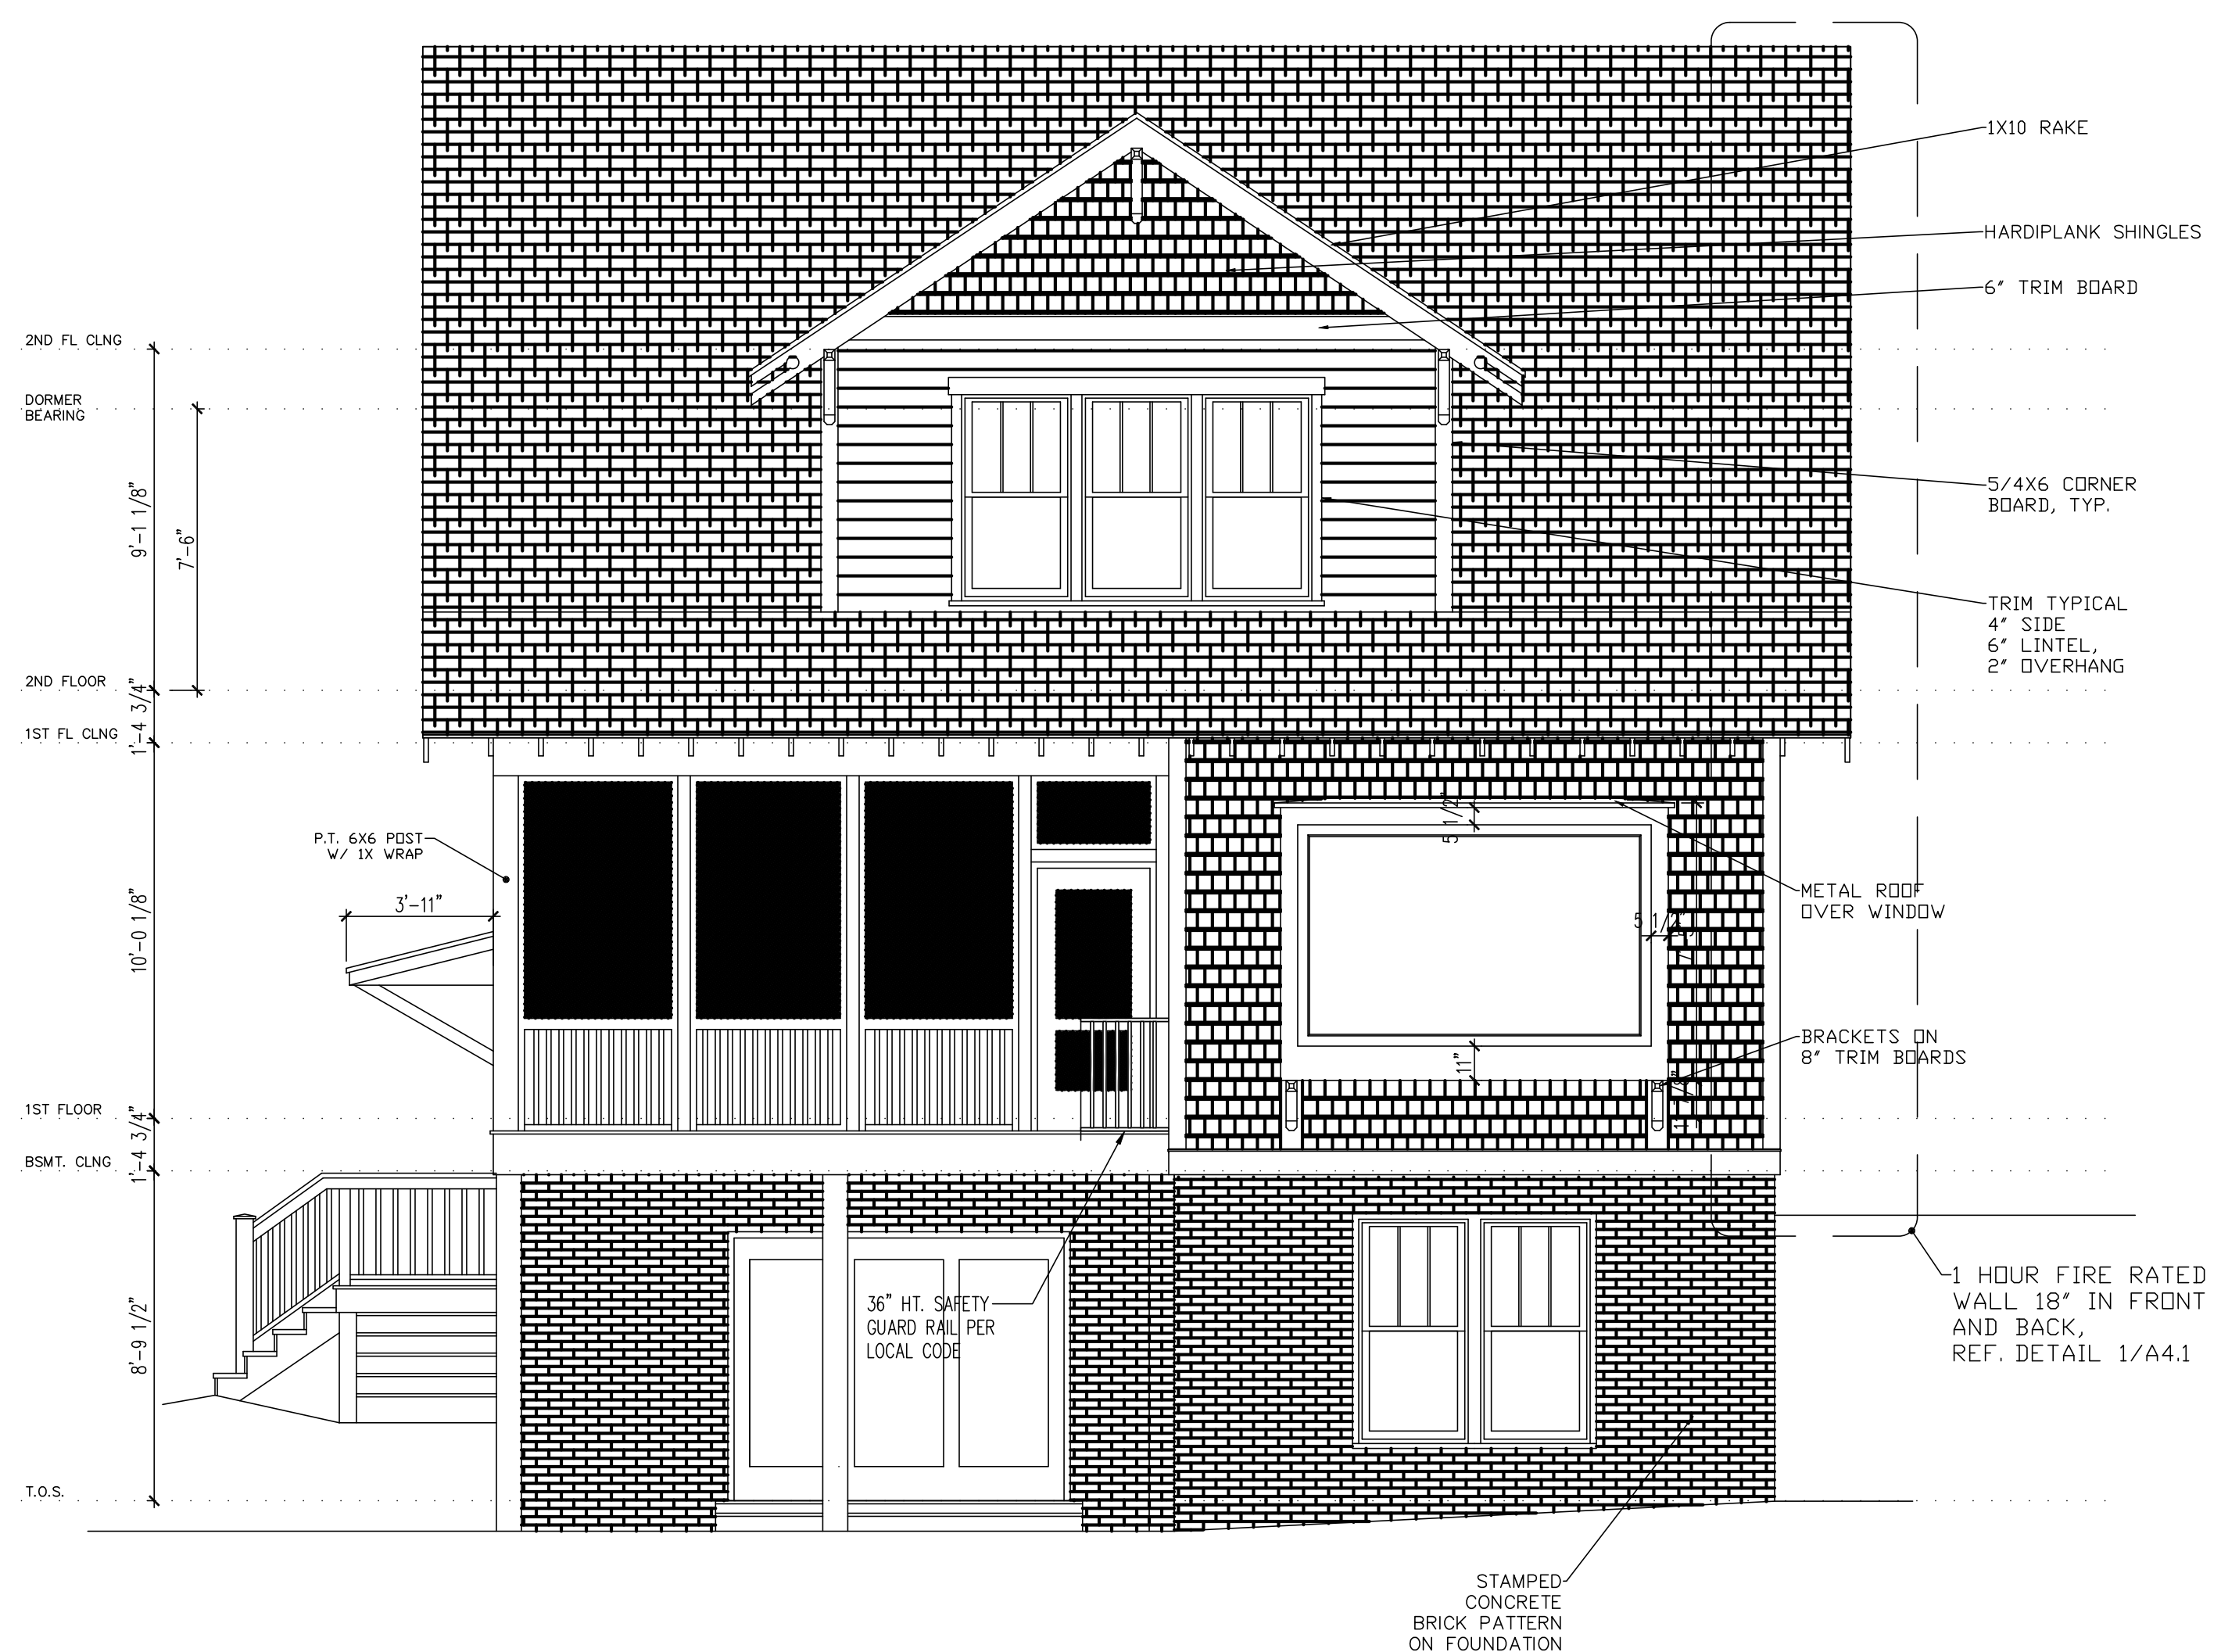 1X10 RAKE
HARDIPLANK SHINGLES
6" TRIM BOARD
2ND FL CLNG
DORMER
BEARING
9'-1 1/8"
7'-6"
5/4X6 CORNER
BOARD, TYP.
TRIM TYPICAL
4" SIDE
6" LINTEL,
2" OVERHANG
2ND FLOOR
1'-4 3/4"
1ST FL CLNG
P.T. 6X6 POST
W/ 1X WRAP
3'-11"
10'-0 1/8"
5 1/2"
METAL ROOF
OVER WINDOW
5 1/2"
11"
BRACKETS ON
8" TRIM BOARDS
1ST FLOOR
1'-4 3/4"
BSMT. CLNG
8'-9 1/2"
36" HT. SAFETY
GUARD RAIL PER
LOCAL CODE
1 HOUR FIRE RATED
WALL 18" IN FRONT
AND BACK,
REF. DETAIL 1/A4.1
T.O.S.
STAMPED
CONCRETE
BRICK PATTERN
ON FOUNDATION